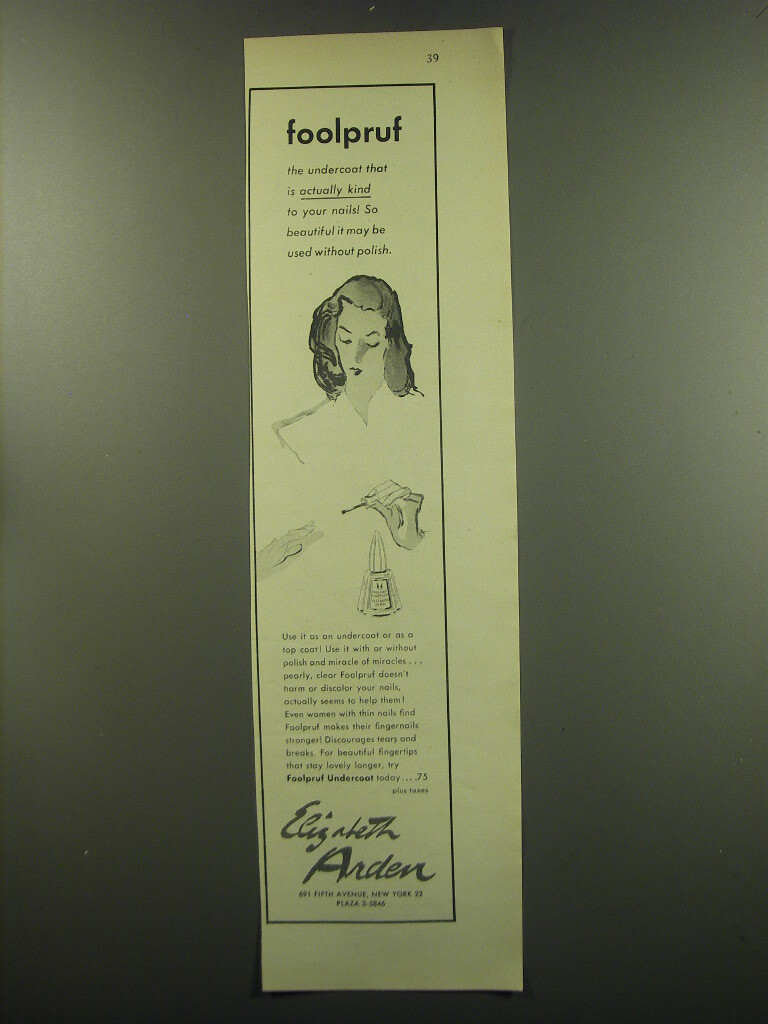 39
foolpruf
the undercoat that
is actually kind
to your nails! So
beautiful it may be
used without polish.
Use it as an undercoat or as a
top coat! Use it with or without
polish and miracle of miracles . . .
pearly, clear Foolpruf doesn't
harm or discolor your nails,
actually seems to help them!
Even women with thin nails find
Foolpruf makes their fingernails
stronger! Discourages tears and
breaks. For beautiful fingertips
that stay lovely longer, try
Foolpruf Undercoat today . . . .75
plus taxes
Elizabeth
Arden
691 FIFTH AVENUE, NEW YORK 22
PLAZA 3-5846